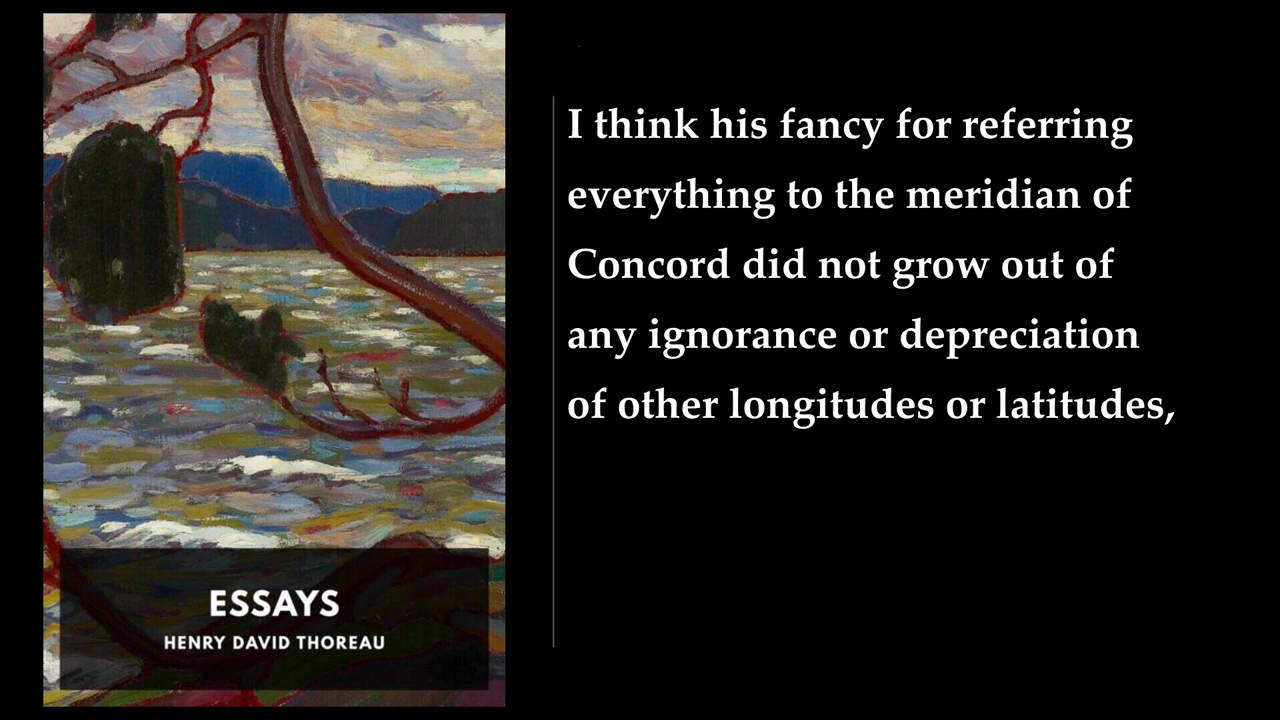 ESSAYS
HENRY DAVID THOREAU
I think his fancy for referring
everything to the meridian of
Concord did not grow out of
any ignorance or depreciation
of other longitudes or latitudes,